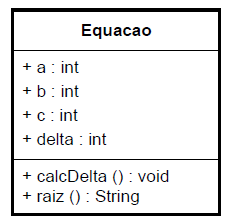 Equacao
+ a : int
+ b : int
+ c : int
+ delta : int
+ calcDelta () : void
+ raiz () : String